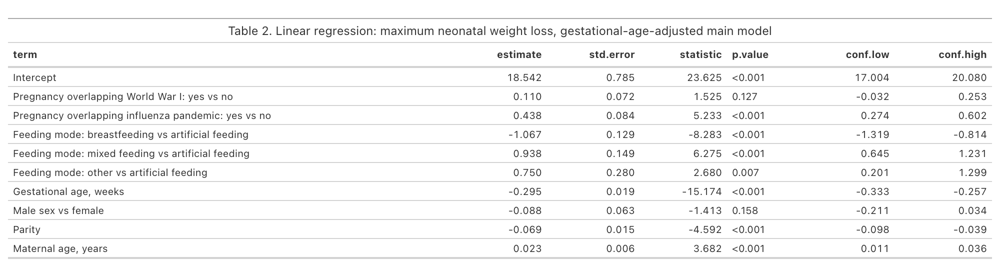 Table 2. Linear regression: maximum neonatal weight loss, gestational-age-adjusted main model
term estimate std.error statistic p.value conf.low conf.high
Intercept 18.542 0.785 23.625 <0.001 17.004 20.080
Pregnancy overlapping World War I: yes vs no 0.110 0.072 1.525 0.127 -0.032 0.253
Pregnancy overlapping influenza pandemic: yes vs no 0.438 0.084 5.233 <0.001 0.274 0.602
Feeding mode: breastfeeding vs artificial feeding -1.067 0.129 -8.283 <0.001 -1.319 -0.814
Feeding mode: mixed feeding vs artificial feeding 0.938 0.149 6.275 <0.001 0.645 1.231
Feeding mode: other vs artificial feeding 0.750 0.280 2.680 0.007 0.201 1.299
Gestational age, weeks -0.295 0.019 -15.174 <0.001 -0.333 -0.257
Male sex vs female -0.088 0.063 -1.413 0.158 -0.211 0.034
Parity -0.069 0.015 -4.592 <0.001 -0.098 -0.039
Maternal age, years 0.023 0.006 3.682 <0.001 0.011 0.036